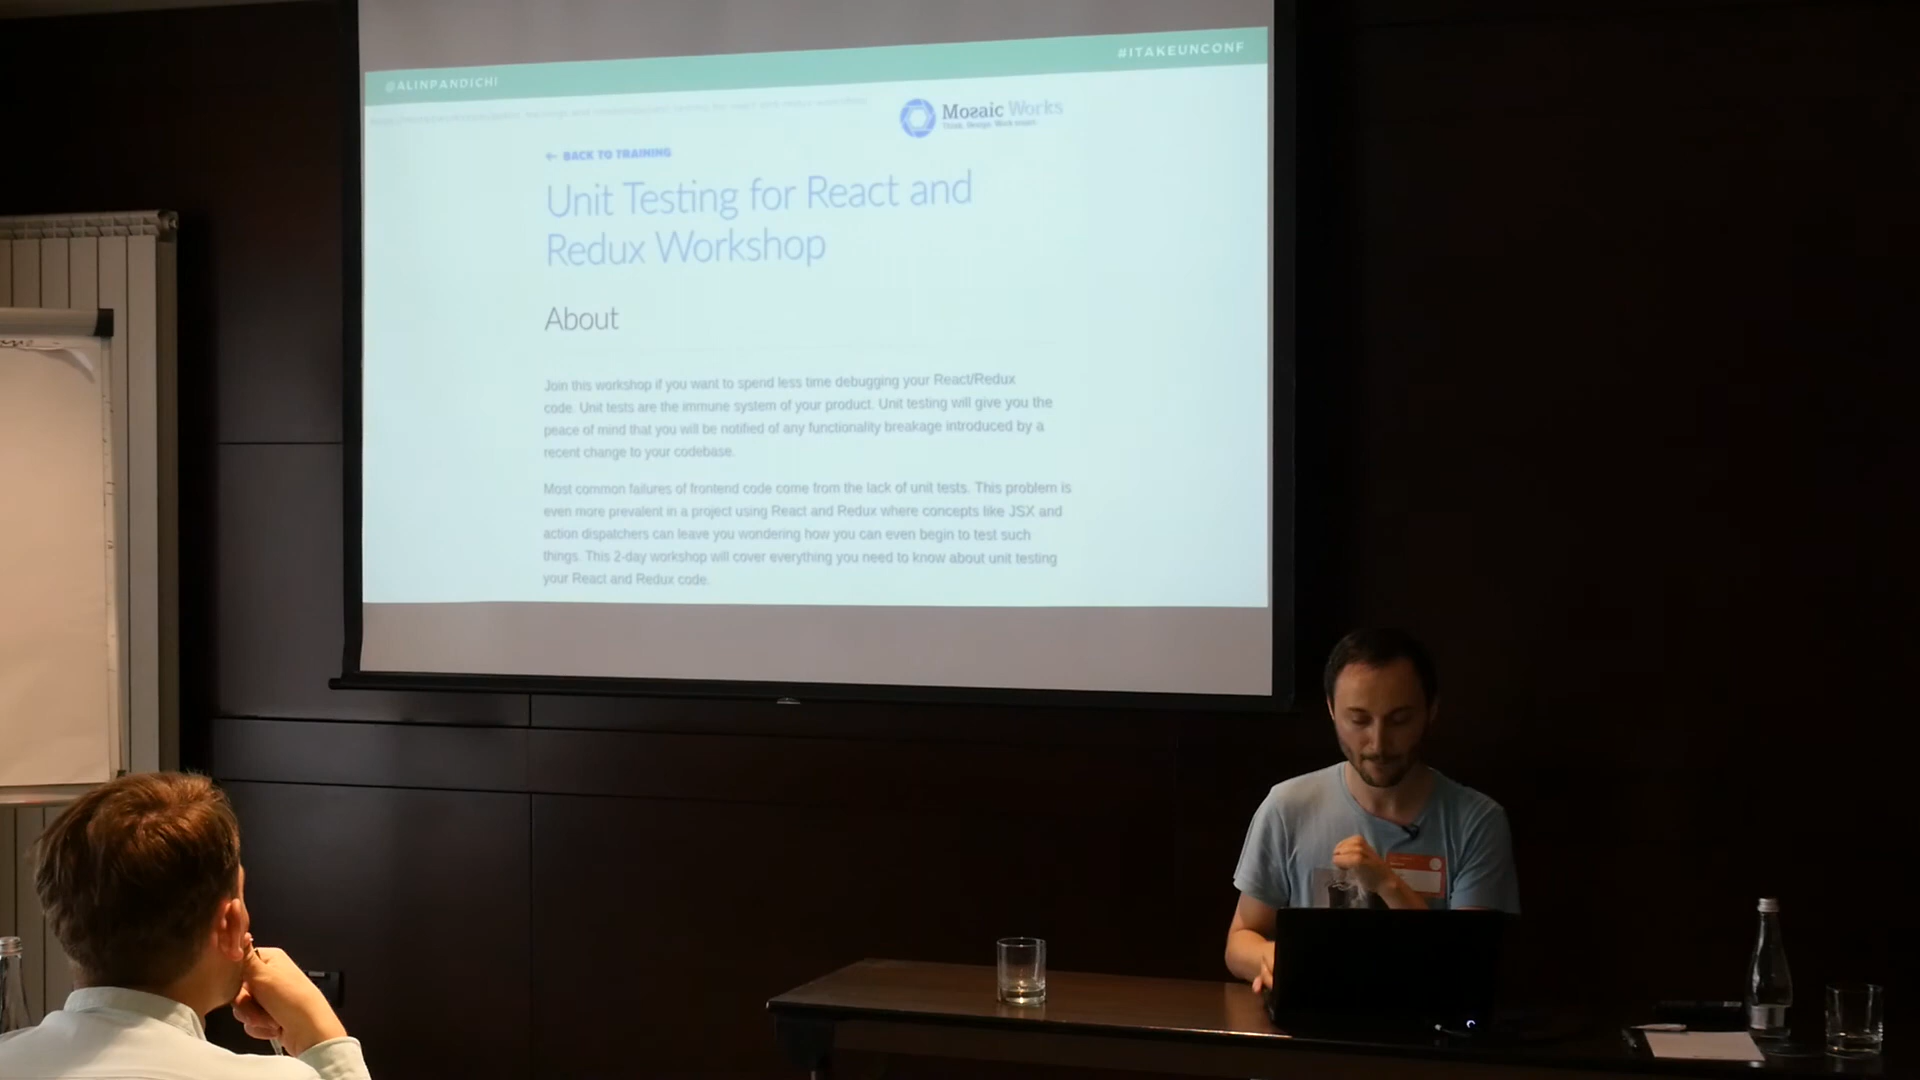 @ALINPANDICHI
#ITAKEUNCONF
Mozaic Works
Think. Design. Work smart.
← BACK TO TRAINING
Unit Testing for React and
Redux Workshop
About
Join this workshop if you want to spend less time debugging your React/Redux
code. Unit tests are the immune system of your product. Unit testing will give you the
peace of mind that you will be notified of any functionality breakage introduced by a
recent change to your codebase.
Most common failures of frontend code come from the lack of unit tests. This problem is
even more prevalent in a project using React and Redux where concepts like JSX and
action dispatchers can leave you wondering how you can even begin to test such
things. This 2-day workshop will cover everything you need to know about unit testing
your React and Redux code.